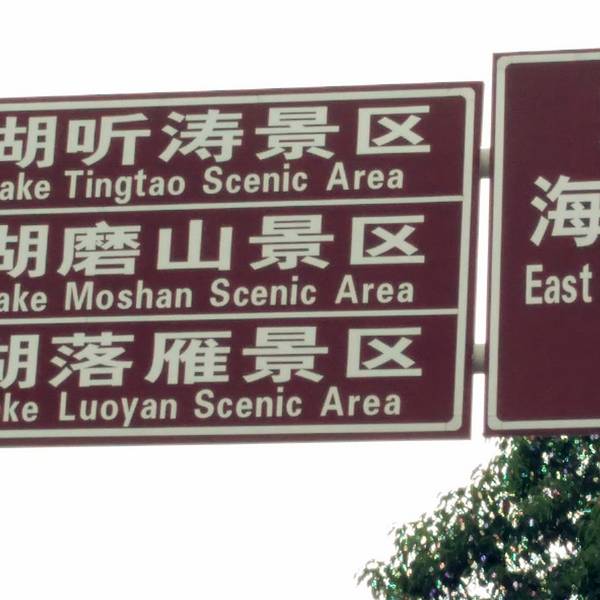 湖听涛景区
ake Tingtao Scenic Area
湖磨山景区
ake Moshan Scenic Area
湖落雁景区
ke Luoyan Scenic Area
海
East